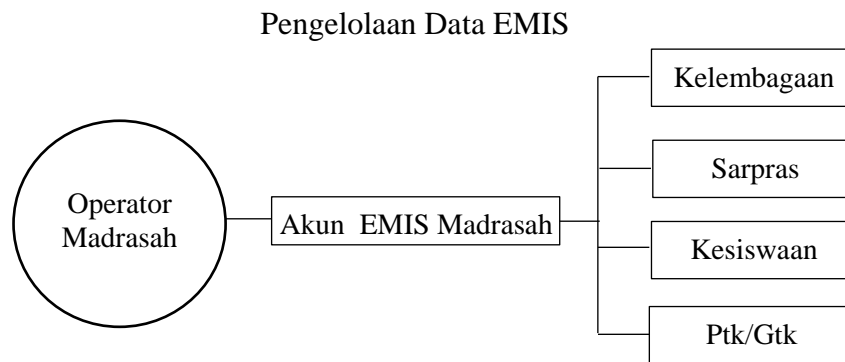 Pengelolaan Data EMIS
Operator
Madrasah
Akun EMIS Madrasah
Kelembagaan
Sarpras
Kesiswaan
Ptk/Gtk